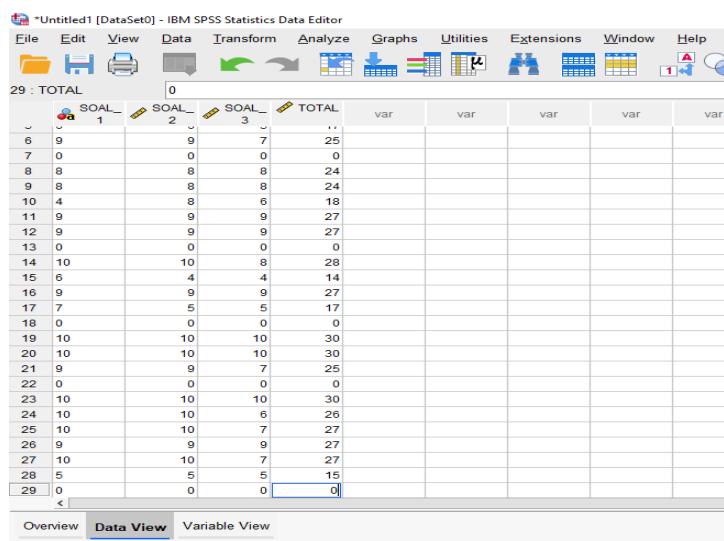 *Untitled1 [DataSet0] - IBM SPSS Statistics Data Editor
File Edit View Data Transform Analyze Graphs Utilities Extensions Window Help
29 : TOTAL 0
SOAL_1 SOAL_2 SOAL_3 TOTAL var var var var var
6 9 9 7 25
7 0 0 0 0
8 8 8 8 24
9 8 8 8 24
10 4 8 6 18
11 9 9 9 27
12 9 9 9 27
13 0 0 0 0
14 10 10 8 28
15 6 4 4 14
16 9 9 9 27
17 7 5 5 17
18 0 0 0 0
19 10 10 10 30
20 10 10 10 30
21 9 9 7 25
22 0 0 0 0
23 10 10 10 30
24 10 10 6 26
25 10 10 7 27
26 9 9 9 27
27 10 10 7 27
28 5 5 5 15
29 0 0 0 0
Overview Data View Variable View